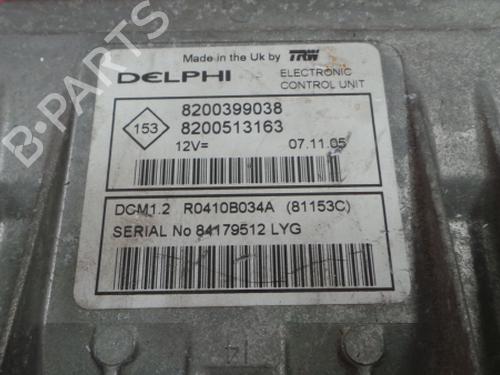 Made in the Uk by TRW
DELPHI
ELECTRONIC
CONTROL UNIT
8200399038
153
8200513163
12V=
07.11.05
DCM1.2 R0410B034A (81153C)
SERIAL No 84179512 LYG
B-PARTS